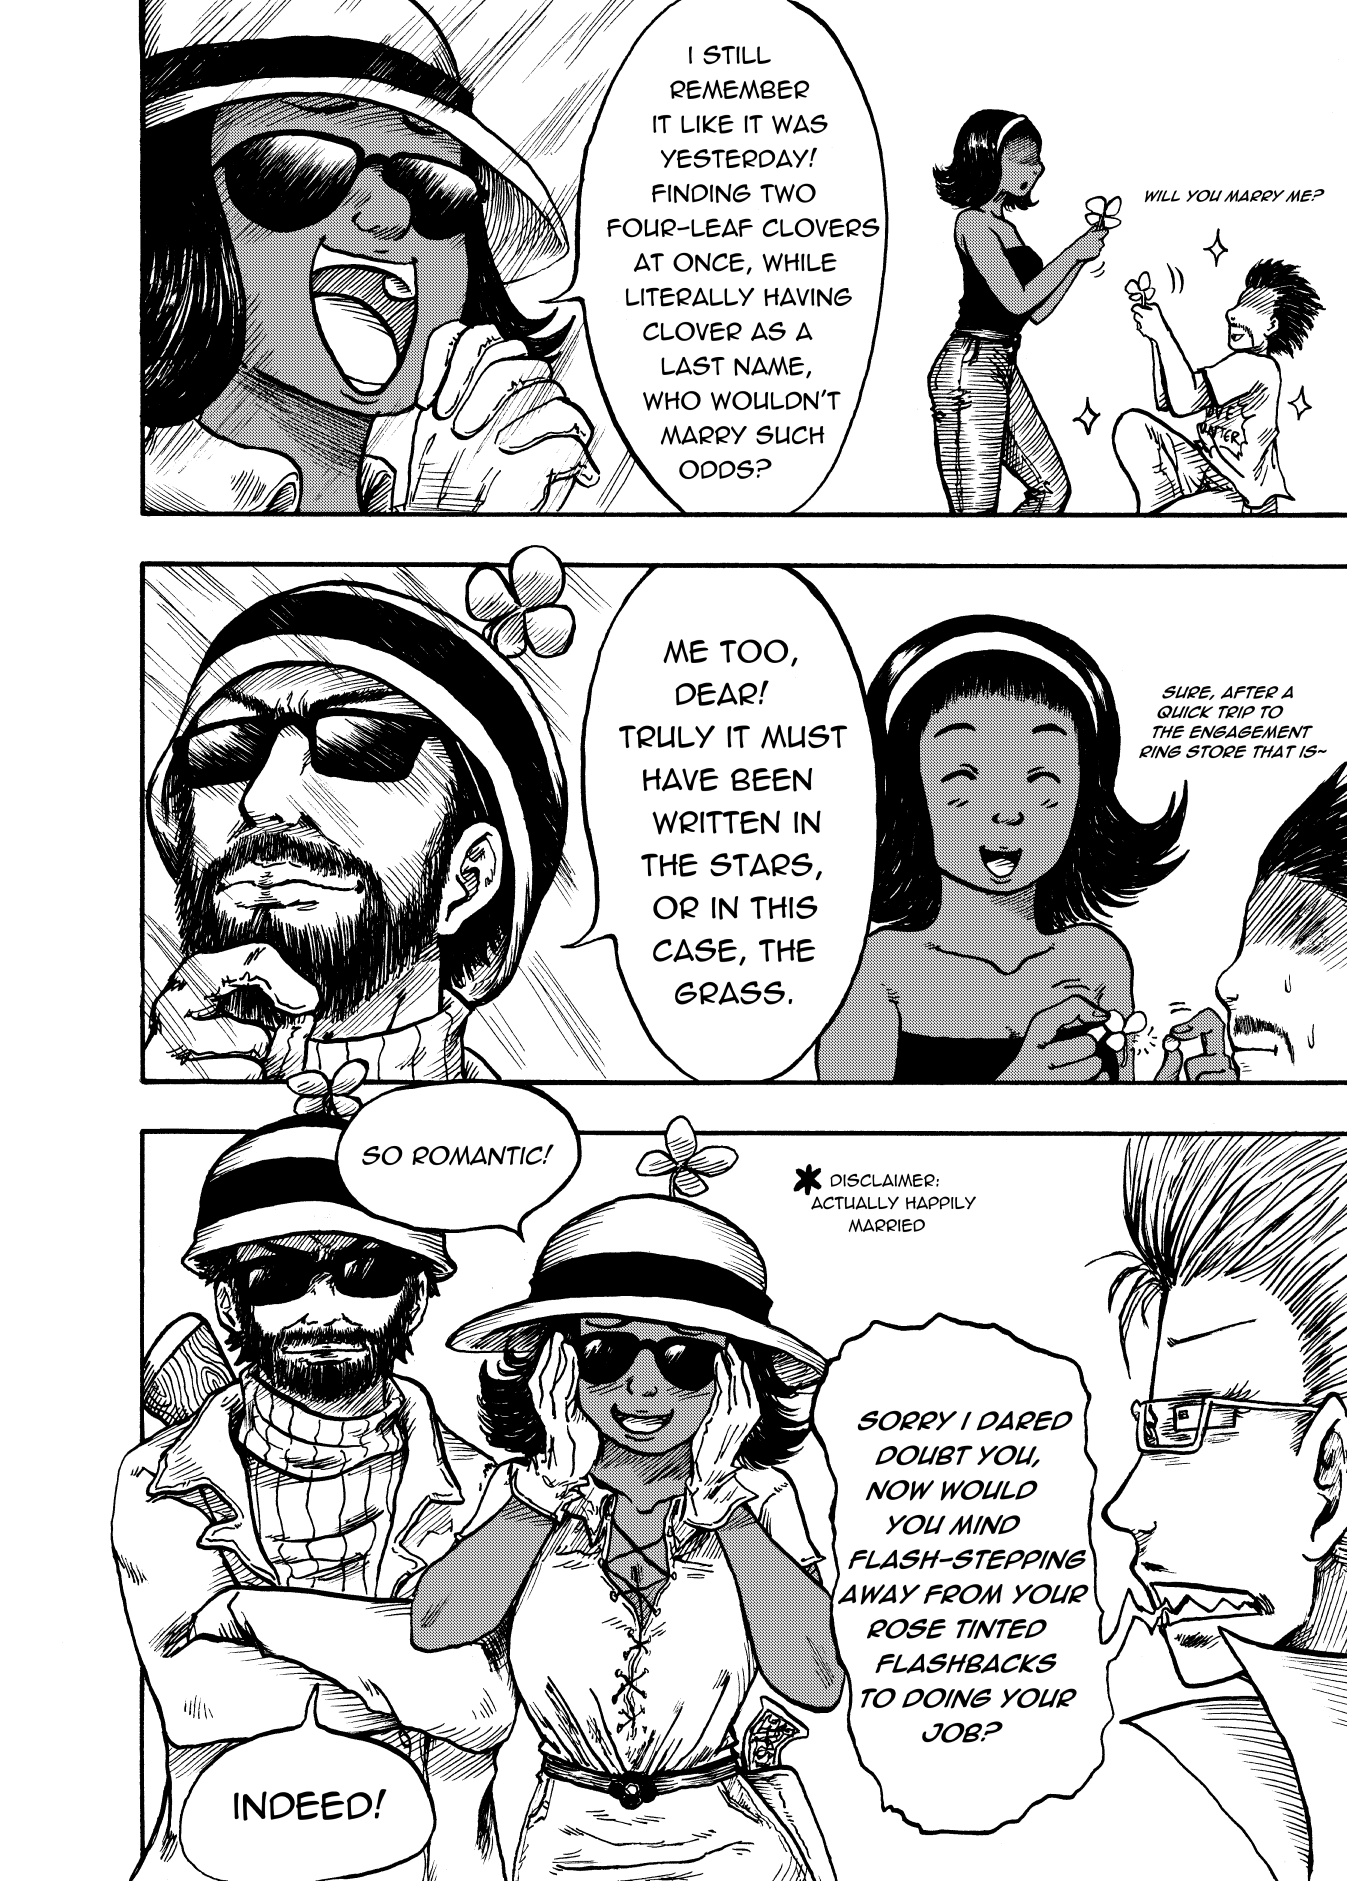 I STILL
REMEMBER
IT LIKE IT WAS
YESTERDAY!
FINDING TWO
FOUR-LEAF CLOVERS
AT ONCE, WHILE
LITERALLY HAVING
CLOVER AS A
LAST NAME,
WHO WOULDN'T
MARRY SUCH
ODDS?
WILL YOU MARRY ME?
ME TOO,
DEAR!
TRULY IT MUST
HAVE BEEN
WRITTEN IN
THE STARS,
OR IN THIS
CASE, THE
GRASS.
SURE, AFTER A
QUICK TRIP TO
THE ENGAGEMENT
RING STORE THAT IS~
SO ROMANTIC!
* DISCLAIMER:
ACTUALLY HAPPILY
MARRIED
SORRY I DARED
DOUBT YOU,
NOW WOULD
YOU MIND
FLASH-STEPPING
AWAY FROM YOUR
ROSE TINTED
FLASHBACKS
TO DOING YOUR
JOB?
INDEED!